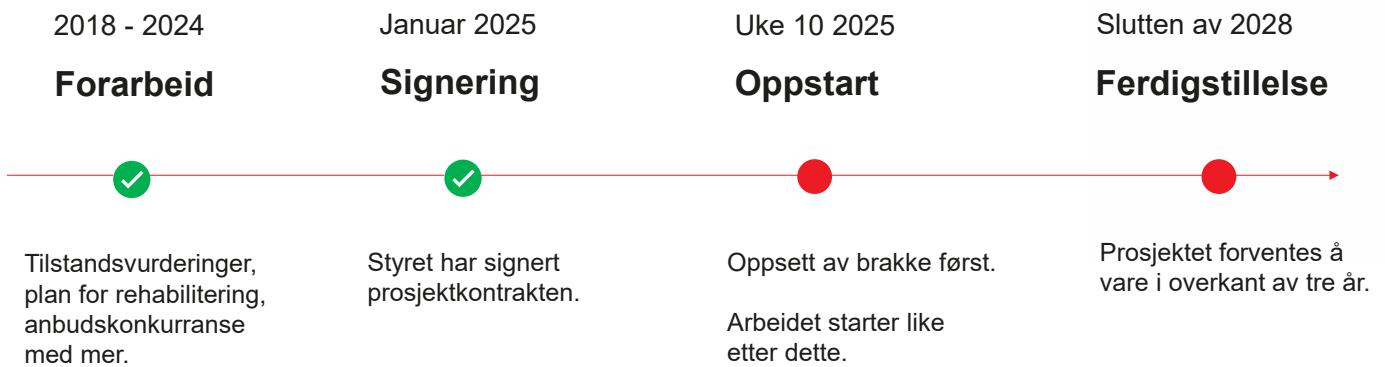 2018 - 2024
Forarbeid
Tilstandsvurderinger,
plan for rehabilitering,
anbudskonkurranse
med mer.
Januar 2025
Signering
Styret har signert
prosjektkontrakten.
Uke 10 2025
Oppstart
Oppsett av brakke først.
Arbeidet starter like
etter dette.
Slutten av 2028
Ferdigstillelse
Prosjektet forventes å
vare i overkant av tre år.